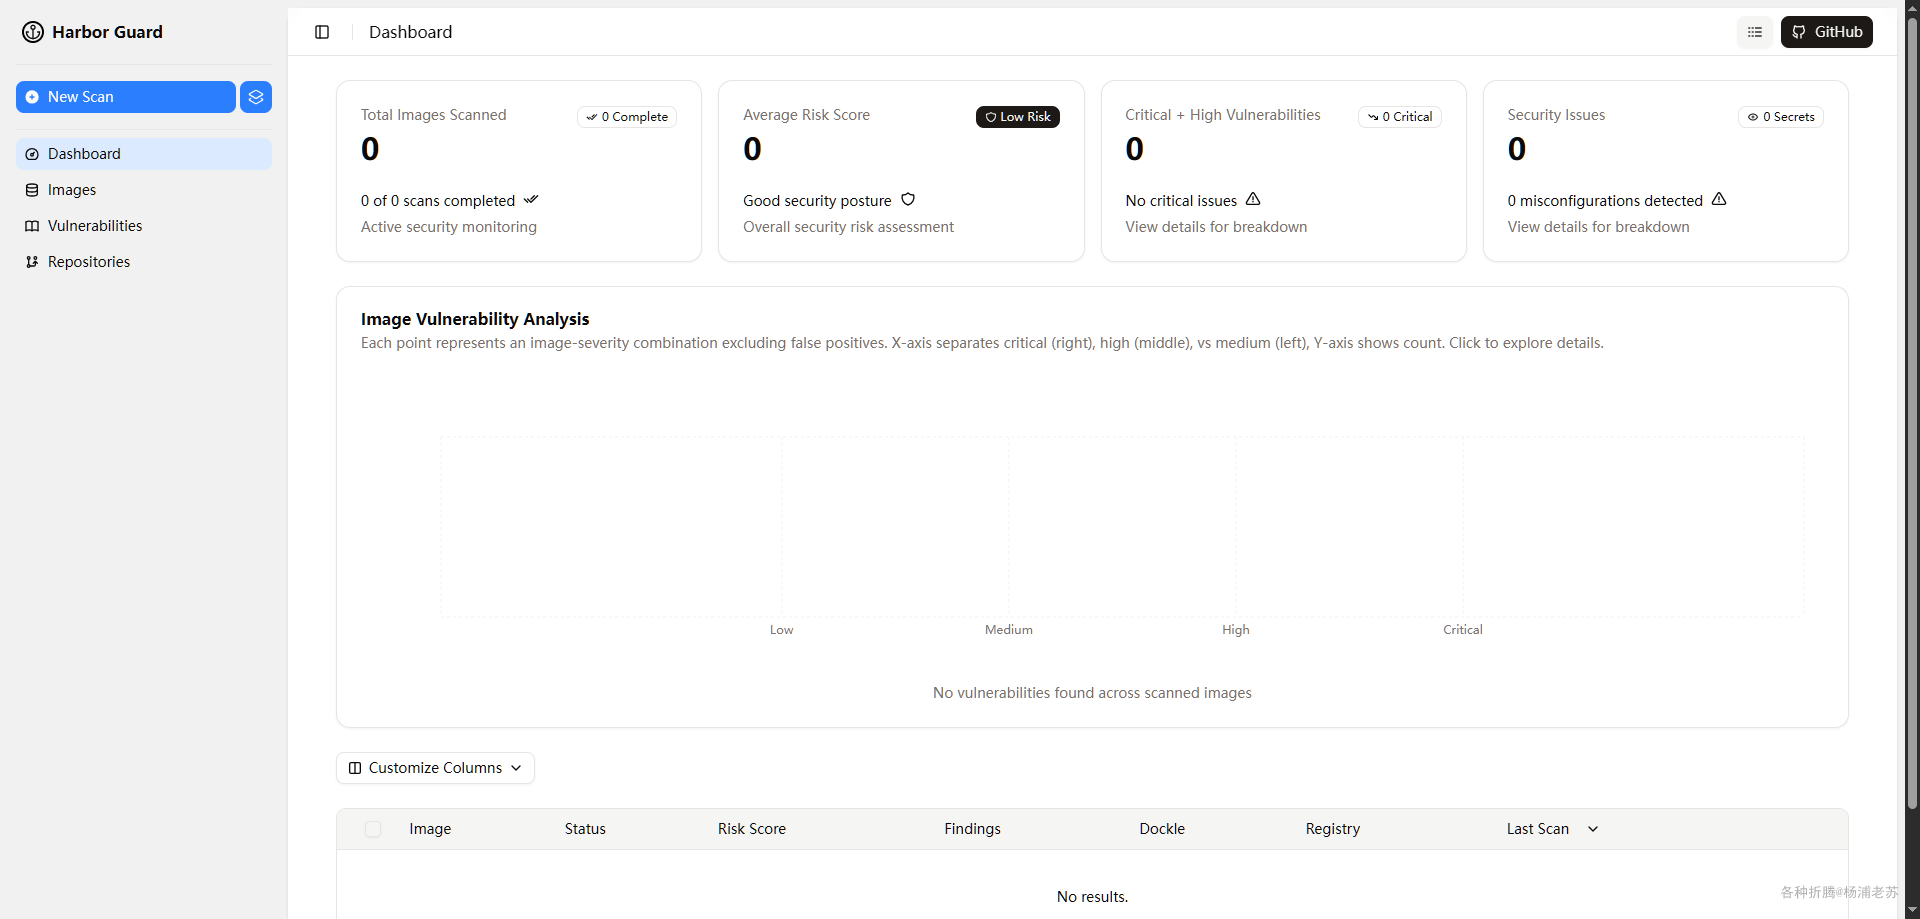 Harbor Guard
New Scan
Dashboard
Images
Vulnerabilities
Repositories
Dashboard
GitHub
Total Images Scanned
0 Complete
0
0 of 0 scans completed
Active security monitoring
Average Risk Score
Low Risk
0
Good security posture
Overall security risk assessment
Critical + High Vulnerabilities
0 Critical
0
No critical issues
View details for breakdown
Security Issues
0 Secrets
0
0 misconfigurations detected
View details for breakdown
Image Vulnerability Analysis
Each point represents an image-severity combination excluding false positives. X-axis separates critical (right), high (middle), vs medium (left), Y-axis shows count. Click to explore details.
Low Medium High Critical
No vulnerabilities found across scanned images
Customize Columns
Image Status Risk Score Findings Dockle Registry Last Scan
No results.
各种折腾@杨浦老苏